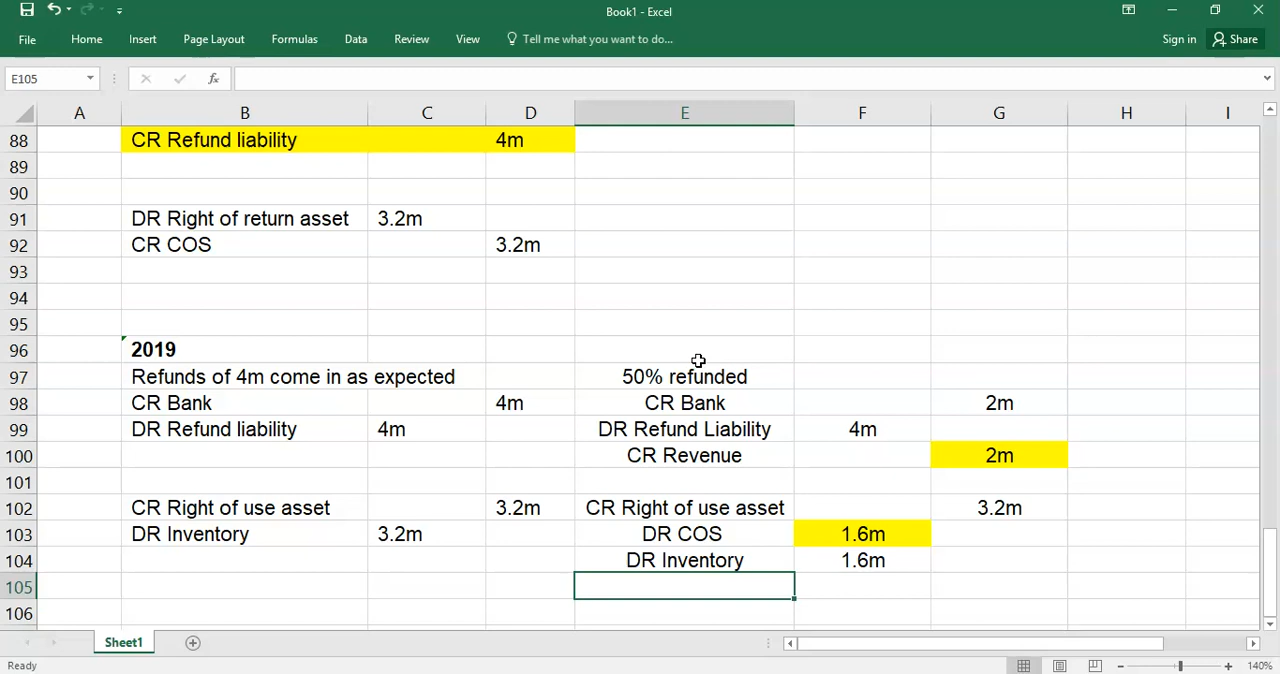 Book1 - Excel
File Home Insert Page Layout Formulas Data Review View Tell me what you want to do... Sign in Share
E105 fx
A B C D E F G H I
88 CR Refund liability 4m
89
90
91 DR Right of return asset 3.2m
92 CR COS 3.2m
93
94
95
96 2019
97 Refunds of 4m come in as expected 50% refunded
98 CR Bank 4m CR Bank 2m
99 DR Refund liability 4m DR Refund Liability 4m
100 CR Revenue 2m
101
102 CR Right of use asset 3.2m CR Right of use asset 3.2m
103 DR Inventory 3.2m DR COS 1.6m
104 DR Inventory 1.6m
105
106
Sheet1
Ready 140%